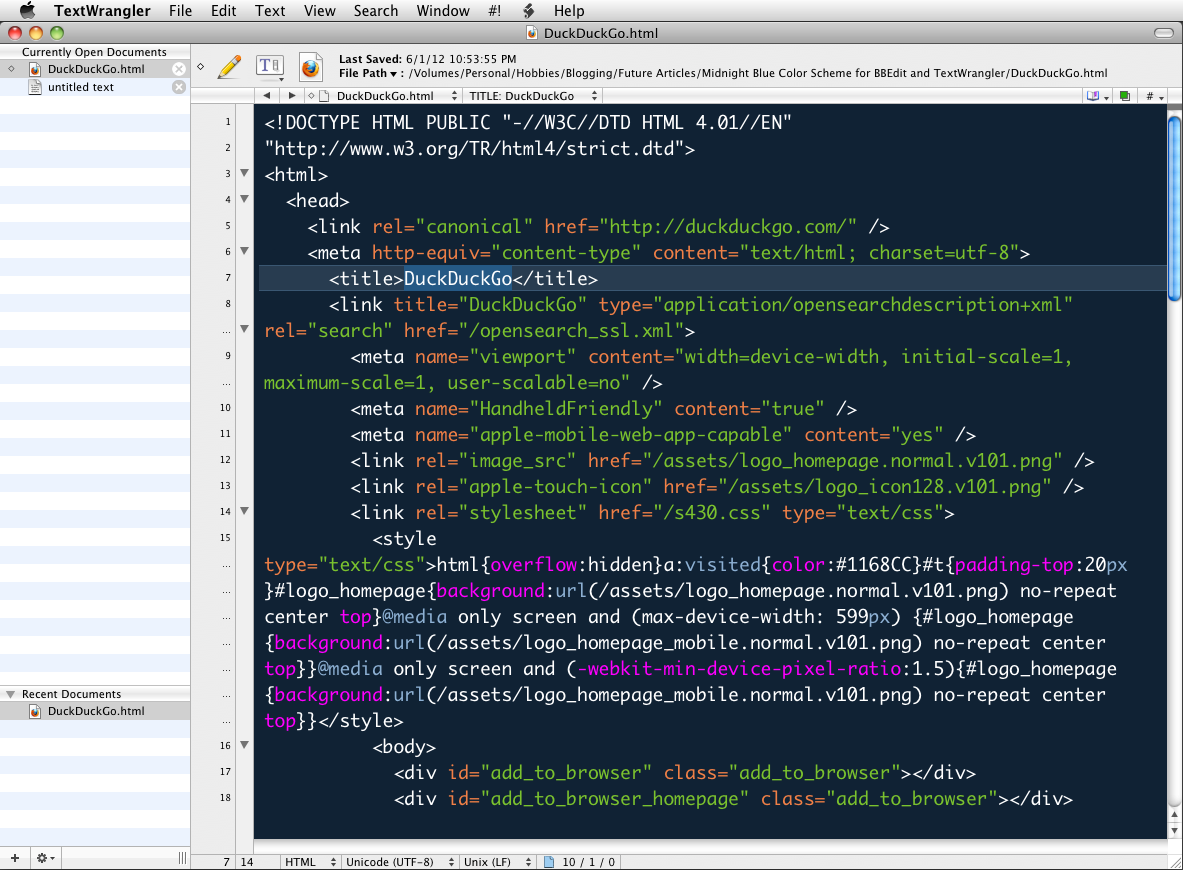 TextWrangler File Edit Text View Search Window #! Help
DuckDuckGo.html
Currently Open Documents
DuckDuckGo.html
untitled text
Last Saved: 6/1/12 10:53:55 PM
File Path ▾ : /Volumes/Personal/Hobbies/Blogging/Future Articles/Midnight Blue Color Scheme for BBEdit and TextWrangler/DuckDuckGo.html
DuckDuckGo.html TITLE: DuckDuckGo #
1 <!DOCTYPE HTML PUBLIC "-//W3C//DTD HTML 4.01//EN"
2 "http://www.w3.org/TR/html4/strict.dtd">
3 <html>
4 <head>
5 <link rel="canonical" href="http://duckduckgo.com/" />
6 <meta http-equiv="content-type" content="text/html; charset=utf-8">
7 <title>DuckDuckGo</title>
8 <link title="DuckDuckGo" type="application/opensearchdescription+xml"
... rel="search" href="/opensearch_ssl.xml">
9 <meta name="viewport" content="width=device-width, initial-scale=1,
... maximum-scale=1, user-scalable=no" />
10 <meta name="HandheldFriendly" content="true" />
11 <meta name="apple-mobile-web-app-capable" content="yes" />
12 <link rel="image_src" href="/assets/logo_homepage.normal.v101.png" />
13 <link rel="apple-touch-icon" href="/assets/logo_icon128.v101.png" />
14 <link rel="stylesheet" href="/s430.css" type="text/css">
15 <style
... type="text/css">html{overflow:hidden}a:visited{color:#1168CC}#t{padding-top:20px
... }#logo_homepage{background:url(/assets/logo_homepage.normal.v101.png) no-repeat
... center top}@media only screen and (max-device-width: 599px) {#logo_homepage
... {background:url(/assets/logo_homepage_mobile.normal.v101.png) no-repeat center
... top}}@media only screen and (-webkit-min-device-pixel-ratio:1.5){#logo_homepage
... {background:url(/assets/logo_homepage_mobile.normal.v101.png) no-repeat center
... top}}</style>
16 <body>
17 <div id="add_to_browser" class="add_to_browser"></div>
18 <div id="add_to_browser_homepage" class="add_to_browser"></div>
Recent Documents
DuckDuckGo.html
7 14 HTML Unicode (UTF-8) Unix (LF) 10 / 1 / 0